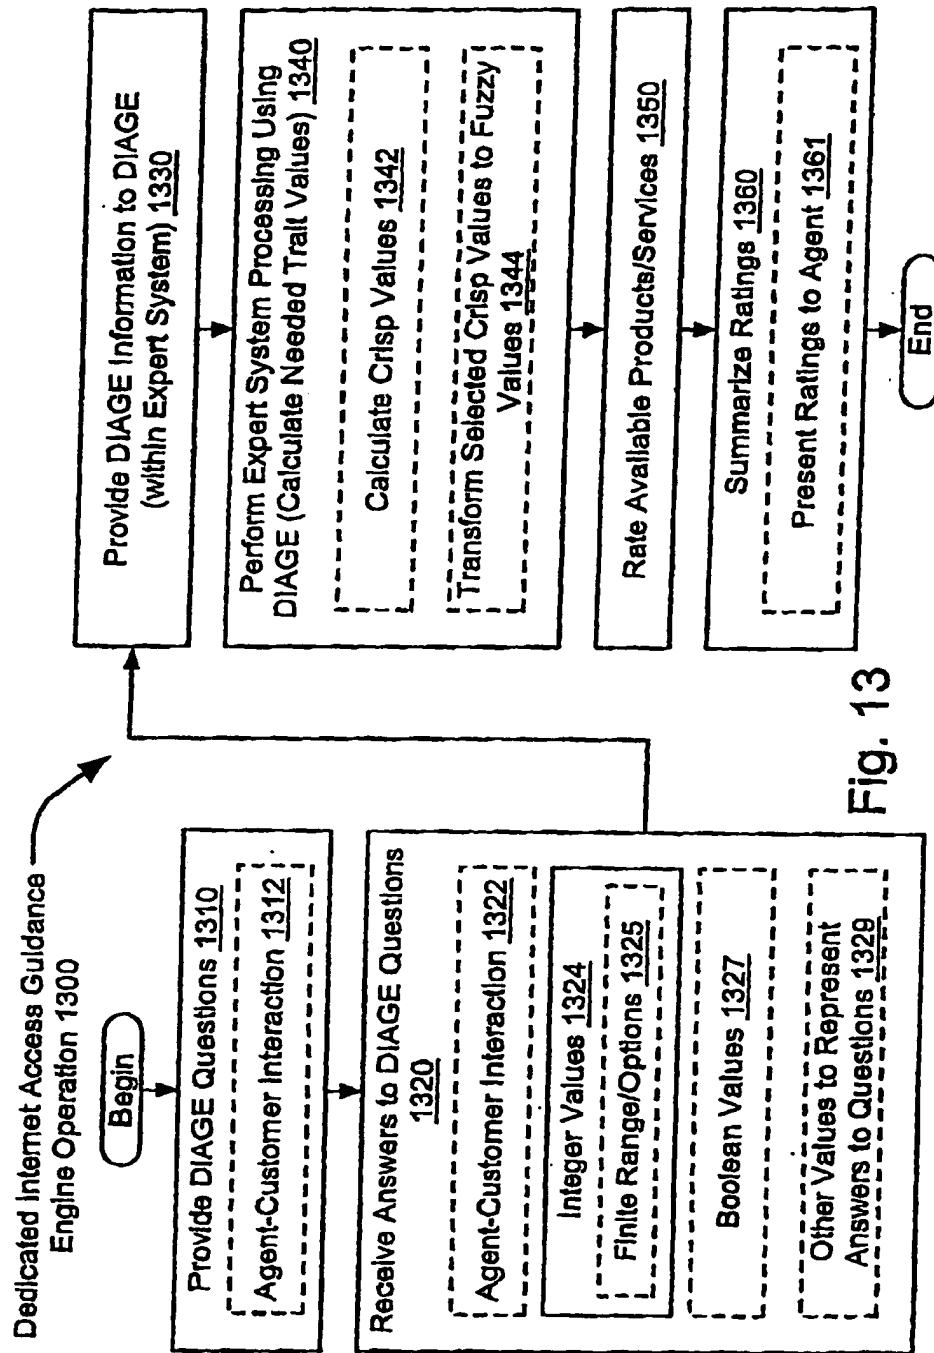 Dedicated Internet Access Guidance
Engine Operation 1300
Begin
Provide DIAGE Questions 1310
Agent-Customer Interaction 1312
Receive Answers to DIAGE Questions
1320
Agent-Customer Interaction 1322
Integer Values 1324
Finite Range/Options 1325
Boolean Values 1327
Other Values to Represent
Answers to Questions 1329
Provide DIAGE Information to DIAGE
(within Expert System) 1330
Perform Expert System Processing Using
DIAGE (Calculate Needed Trait Values) 1340
Calculate Crisp Values 1342
Transform Selected Crisp Values to Fuzzy
Values 1344
Rate Available Products/Services 1350
Summarize Ratings 1360
Present Ratings to Agent 1361
End
Fig. 13